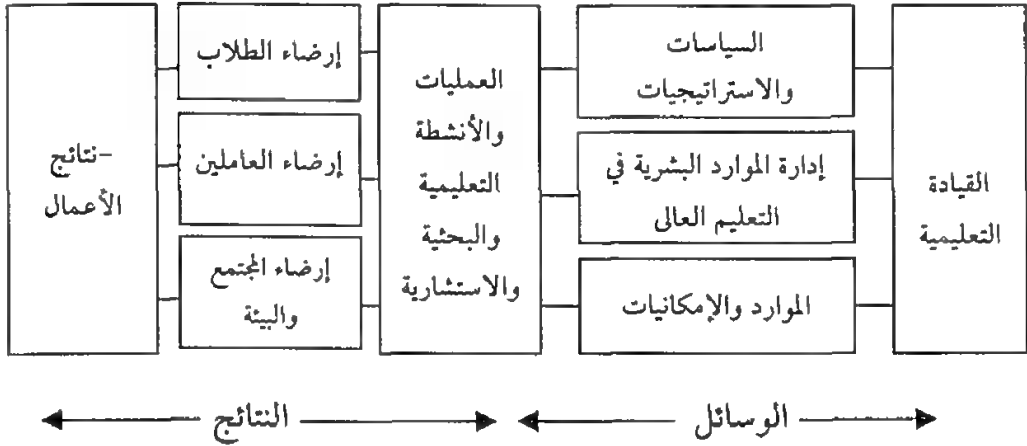 القيادة
التعليمية
السياسات
والاستراتيجيات
إدارة الموارد البشرية في
التعليم العالى
الموارد والإمكانيات
العمليات
والأنشطة
التعليمية
والبحثية
والاستشارية
إرضاء الطلاب
إرضاء العاملين
إرضاء المجتمع
والبيئة
-نتائج
الأعمال
الوسائل
النتائج